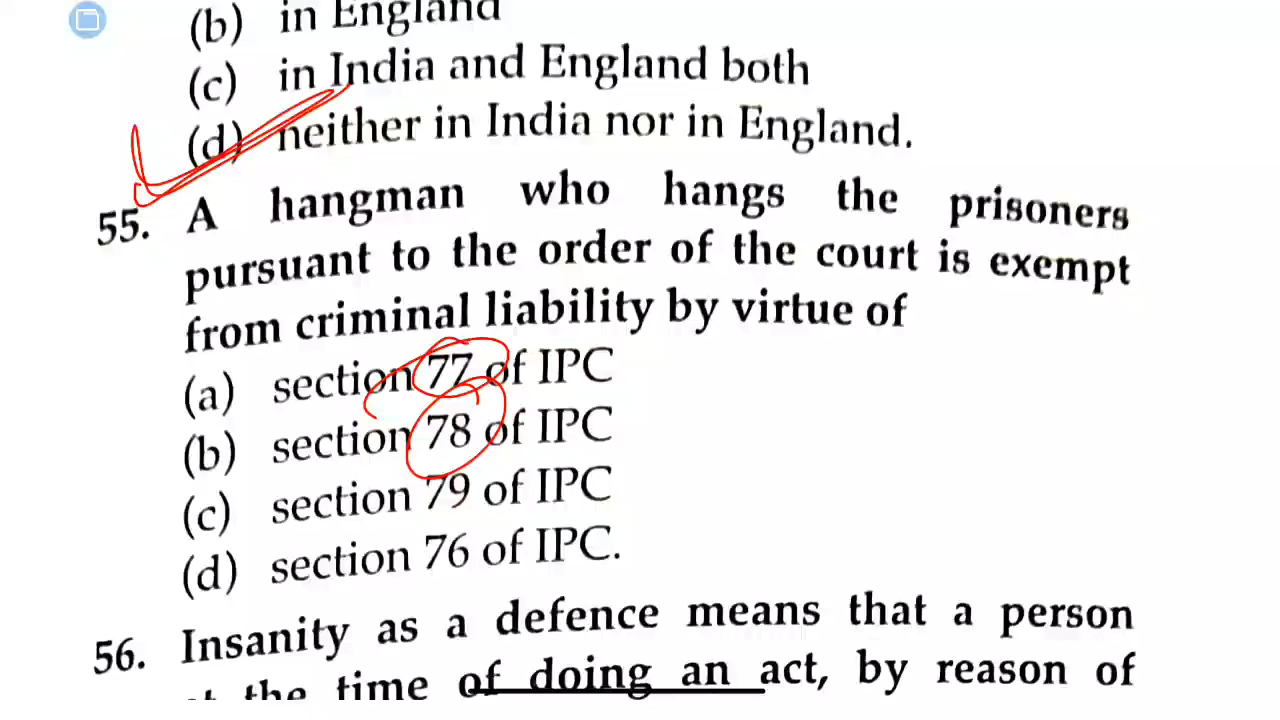 (b) in England
(c) in India and England both
(d) neither in India nor in England.
55. A hangman who hangs the prisoners
pursuant to the order of the court is exempt
from criminal liability by virtue of
(a) section 77 of IPC
(b) section 78 of IPC
(c) section 79 of IPC
(d) section 76 of IPC.
56. Insanity as a defence means that a person
at the time of doing an act, by reason of